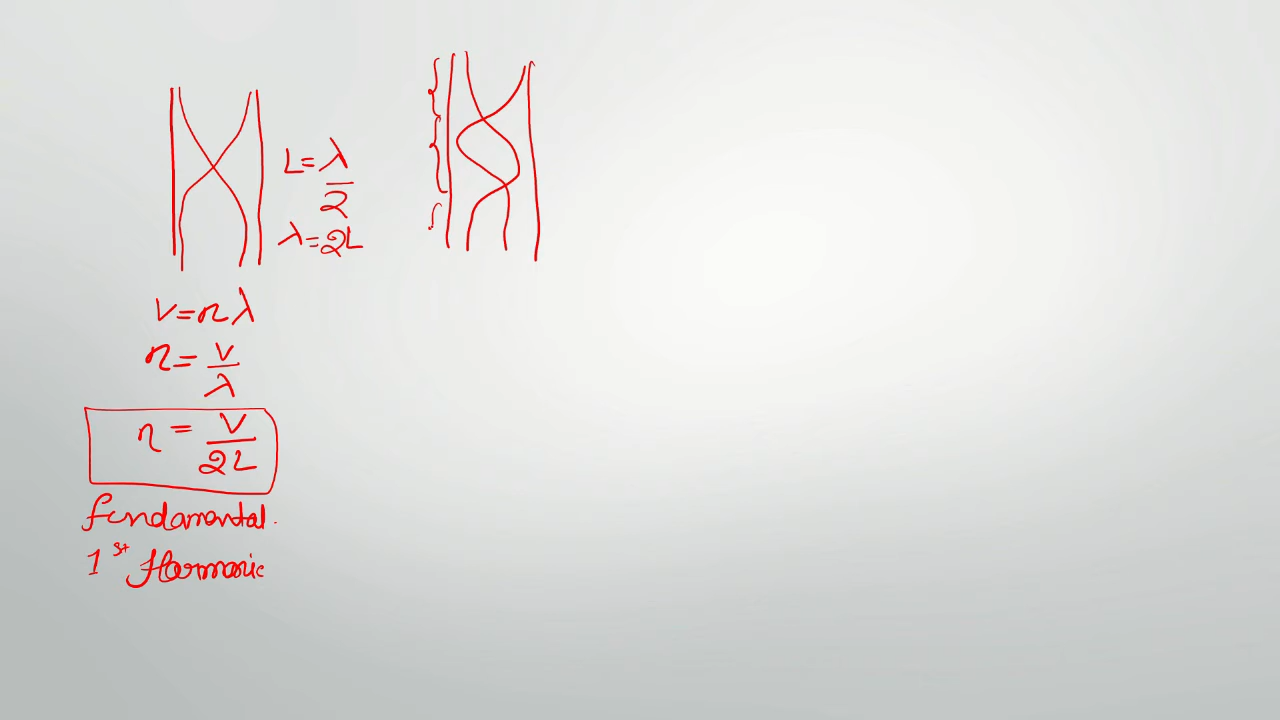 L = λ/2
λ = 2L
V = nλ
n = V/λ
n = V/2L
fundamental.
1st Harmonic